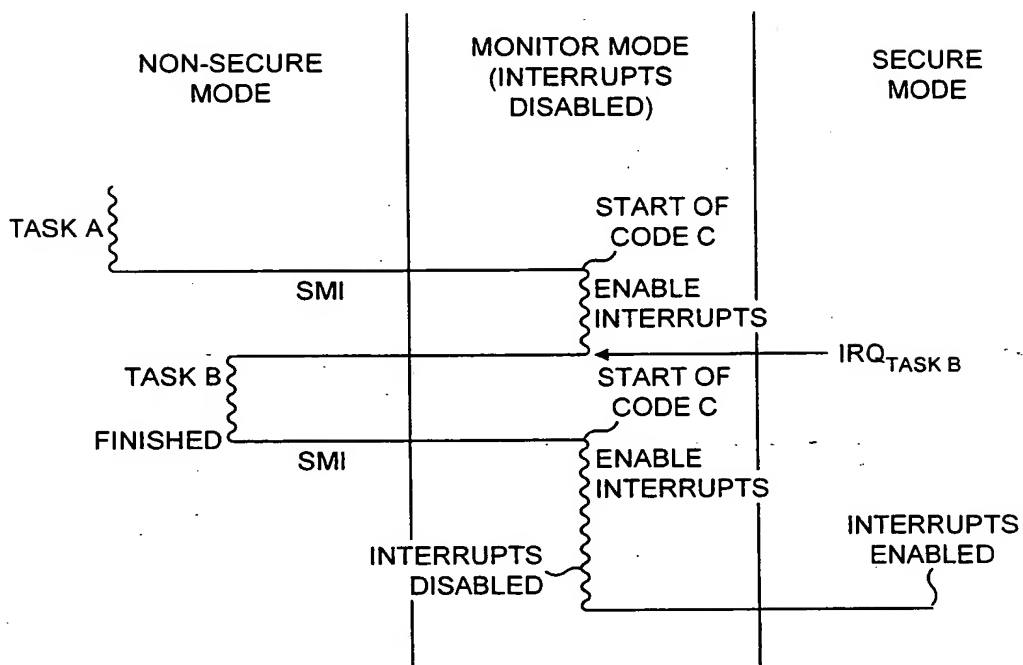 NON-SECURE
MODE
MONITOR MODE
(INTERRUPTS
DISABLED)
SECURE
MODE
TASK A
START OF
CODE C
SMI
ENABLE
INTERRUPTS
IRQTASK B
TASK B
START OF
CODE C
FINISHED
SMI
ENABLE
INTERRUPTS
INTERRUPTS
DISABLED
INTERRUPTS
ENABLED